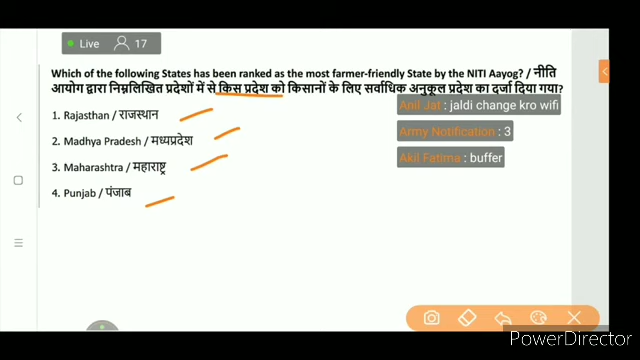 Live 17
Which of the following States has been ranked as the most farmer-friendly State by the NITI Aayog? / नीति
आयोग द्वारा निम्नलिखित प्रदेशों में से किस प्रदेश को किसानों के लिए सर्वाधिक अनुकूल प्रदेश का दर्जा दिया गया?
Anil Jat : jaldi change kro wifi
1. Rajasthan / राजस्थान
Army Notification : 3
2. Madhya Pradesh / मध्यप्रदेश
Akil Fatima : buffer
3. Maharashtra / महाराष्ट्र
4. Punjab / पंजाब
PowerDirector